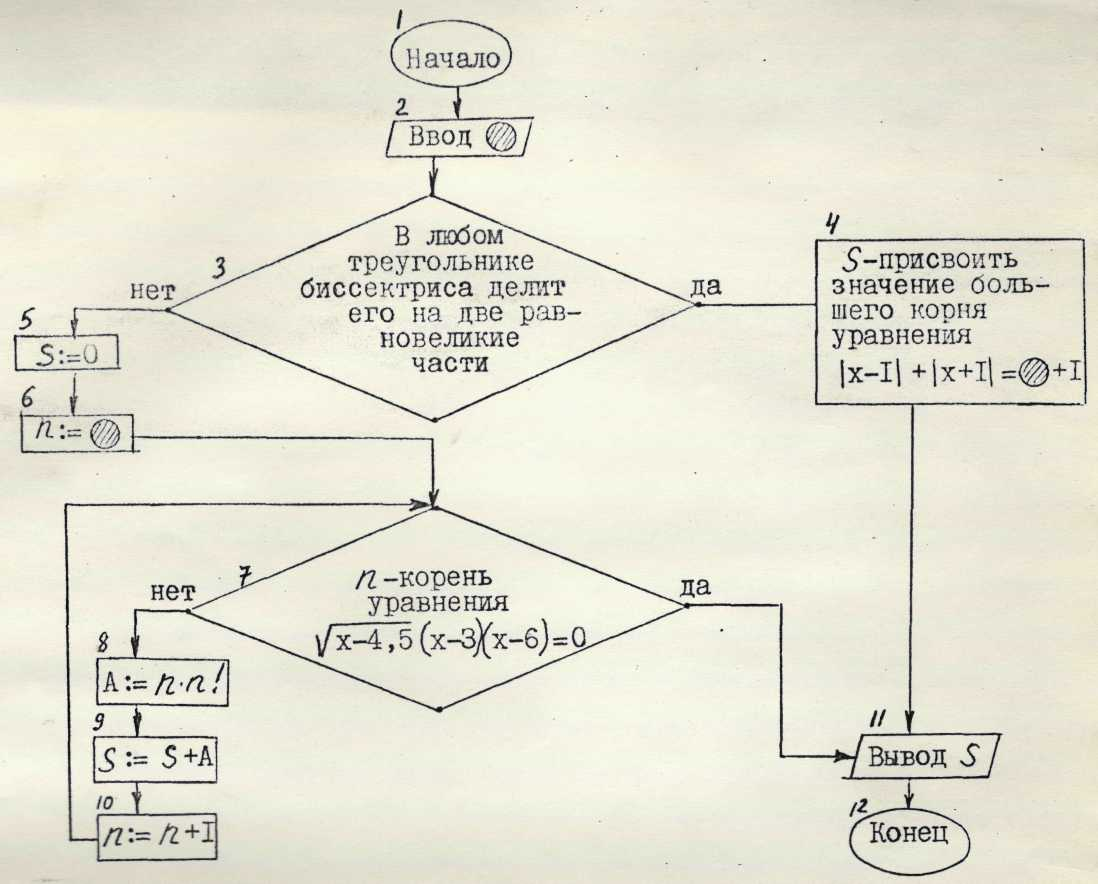 1
Начало
2
Ввод
3
В любом
треугольнике
биссектриса делит
его на две рав-
новеликие
части
нет
да
4
S-присвоить
значение боль-
шего корня
уравнения
|x-I| + |x+I| = +I
5
S:=0
6
n:=
7
n-корень
уравнения
√x-4,5(x-3)(x-6)=0
нет
да
8
A:= n·n!
9
S:= S+A
10
n:= n+I
11
Вывод S
12
Конец